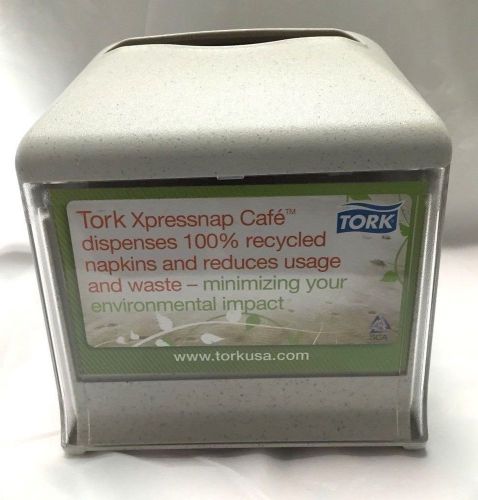 Tork Xpressnap Café™
TORK
dispenses 100% recycled
napkins and reduces usage
and waste – minimizing your
environmental impact
SCA
www.torkusa.com